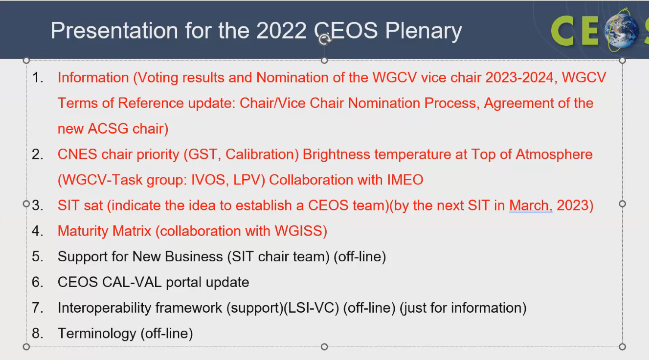 Presentation for the 2022 CEOS Plenary
CEOS
1. Information (Voting results and Nomination of the WGCV vice chair 2023-2024, WGCV
Terms of Reference update: Chair/Vice Chair Nomination Process, Agreement of the
new ACSG chair)
2. CNES chair priority (GST, Calibration) Brightness temperature at Top of Atmosphere
(WGCV-Task group: IVOS, LPV) Collaboration with IMEO
3. SIT sat (indicate the idea to establish a CEOS team)(by the next SIT in March, 2023)
4. Maturity Matrix (collaboration with WGISS)
5. Support for New Business (SIT chair team) (off-line)
6. CEOS CAL-VAL portal update
7. Interoperability framework (support)(LSI-VC) (off-line) (just for information)
8. Terminology (off-line)